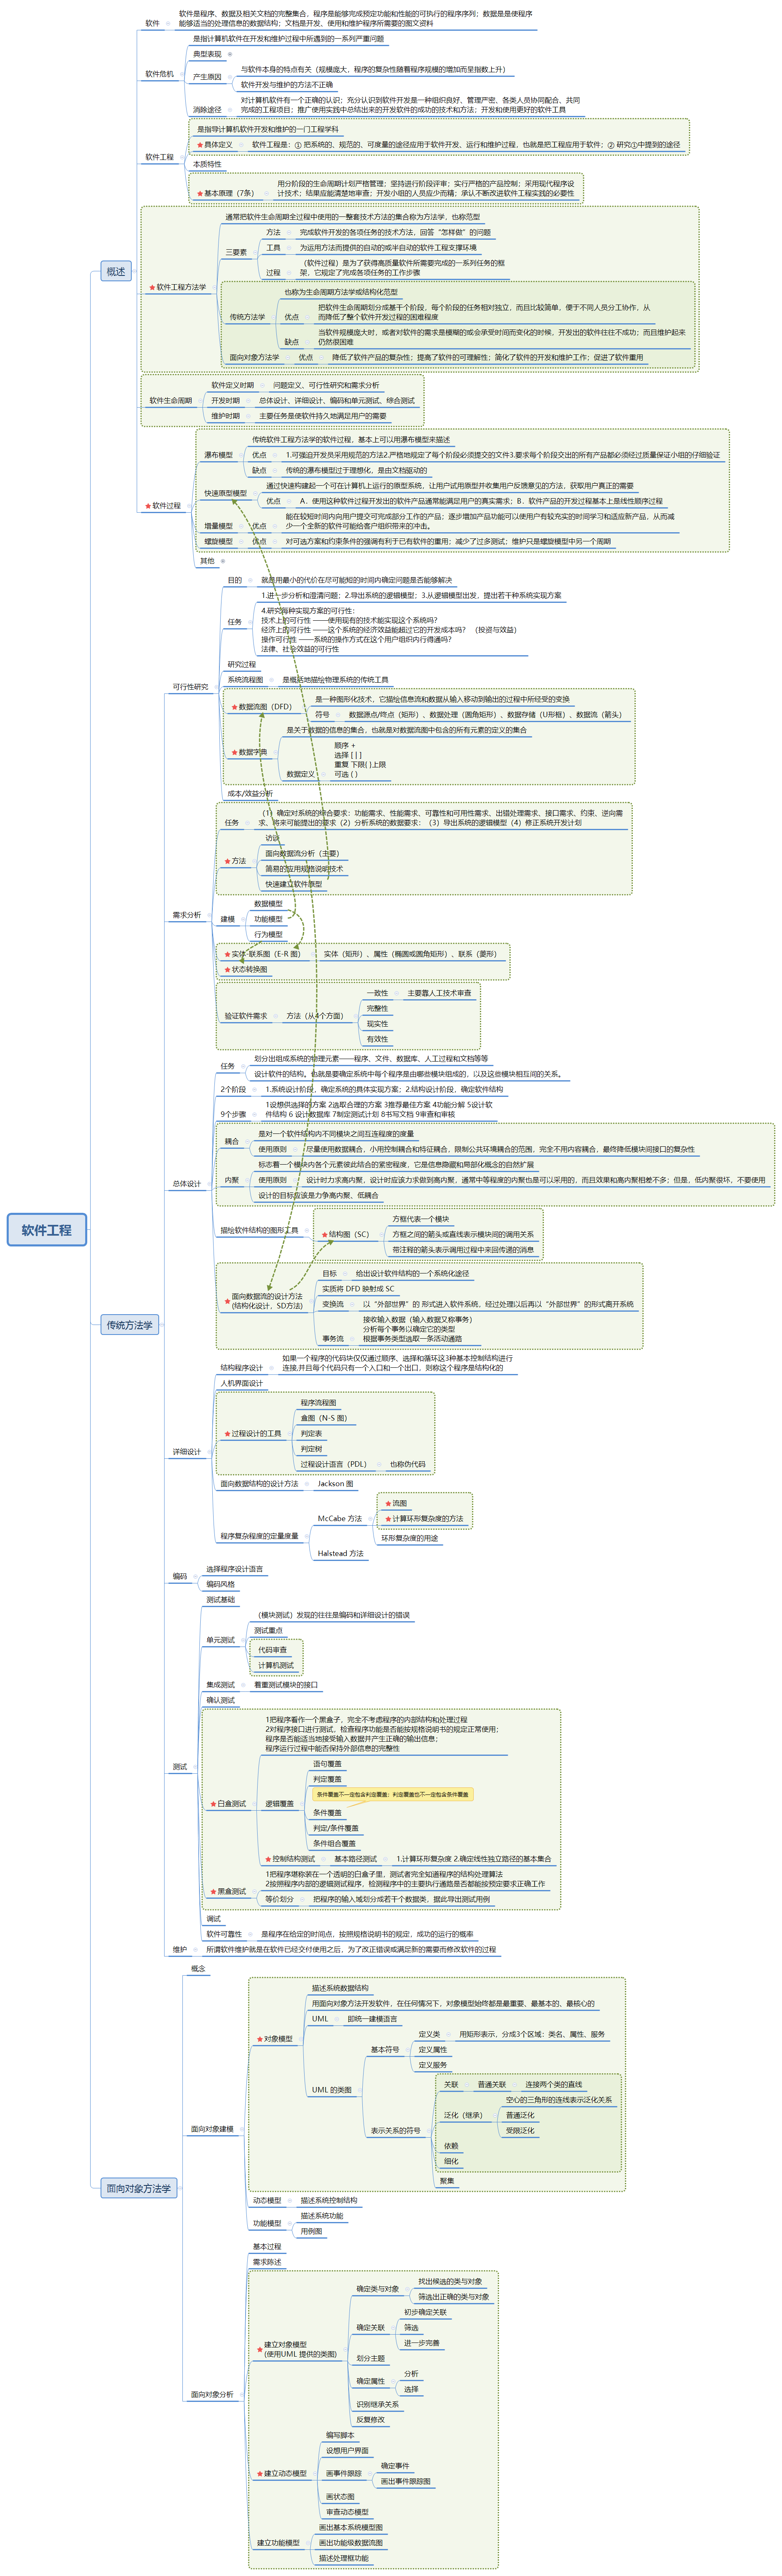 软件工程
概述
软件
软件是程序、数据及相关文档的完整集合，程序是能够完成预定功能和性能的可执行的程序序列；数据是是使程序
能够适当的处理信息的数据结构；文档是开发、使用和维护程序所需要的图文资料
软件危机
是指计算机软件在开发和维护过程中所遇到的一系列严重问题
典型表现
产生原因
与软件本身的特点有关（规模庞大，程序的复杂性随着程序规模的增加而呈指数上升）
软件开发与维护的方法不正确
消除途径
对计算机软件有一个正确的认识；充分认识到软件开发是一种组织良好、管理严密、各类人员协同配合、共同
完成的工程项目；推广使用实践中总结出来的开发软件的成功的技术和方法；开发和使用更好的软件工具
软件工程
是指导计算机软件开发和维护的一门工程学科
具体定义
软件工程是：① 把系统的、规范的、可度量的途径应用于软件开发、运行和维护过程，也就是把工程应用于软件；② 研究①中提到的途径
本质特性
基本原理（7条）
用分阶段的生命周期计划严格管理；坚持进行阶段评审；实行严格的产品控制；采用现代程序设
计技术；结果应能清楚地审查；开发小组的人员应少而精；承认不断改进软件工程实践的必要性
软件工程方法学
通常把软件生命周期全过程中使用的一整套技术方法的集合称为方法学，也称范型
三要素
方法
完成软件开发的各项任务的技术方法，回答“怎样做”的问题
工具
为运用方法而提供的自动的或半自动的软件工程支撑环境
过程
（软件过程）是为了获得高质量软件所需要完成的一系列任务的框
架，它规定了完成各项任务的工作步骤
传统方法学
也称为生命周期方法学或结构化范型
优点
把软件生命周期划分成基干个阶段，每个阶段的任务相对独立，而且比较简单，便于不同人员分工协作，从
而降低了整个软件开发过程的困难程度
缺点
当软件规模庞大时，或者对软件的需求是模糊的或会承受时间而变化的时候，开发出的软件往往不成功；而且维护起来
仍然很困难
面向对象方法学
优点
降低了软件产品的复杂性；提高了软件的可理解性；简化了软件的开发和维护工作；促进了软件重用
软件生命周期
软件定义时期
问题定义、可行性研究和需求分析
开发时期
总体设计、详细设计、编码和单元测试、综合测试
维护时期
主要任务是使软件持久地满足用户的需要
软件过程
瀑布模型
传统软件工程方法学的软件过程，基本上可以用瀑布模型来描述
优点
1.可强迫开发员采用规范的方法2.严格地规定了每个阶段必须提交的文件3.要求每个阶段交出的所有产品都必须经过质量保证小组的仔细验证
缺点
传统的瀑布模型过于理想化，是由文档驱动的
快速原型模型
通过快速构建起一个可在计算机上运行的原型系统，让用户试用原型并收集用户反馈意见的方法，获取用户真正的需要
优点
A．使用这种软件过程开发出的软件产品通常能满足用户的真实需求；B．软件产品的开发过程基本上是线性顺序过程
增量模型
优点
能在较短时间内向用户提交可完成部分工作的产品；逐步增加产品功能可以使用户有较充实的时间学习和适应新产品，从而减
少一个全新的软件可能给客户组织带来的冲击。
螺旋模型
优点
对可选方案和约束条件的强调有利于已有软件的重用；减少了过多测试；维护只是螺旋模型中另一个周期
其他
传统方法学
可行性研究
目的
就是用最小的代价在尽可能短的时间内确定问题是否能够解决
任务
1.进一步分析和澄清问题；2.导出系统的逻辑模型；3.从逻辑模型出发，提出若干种系统实现方案
4.研究每种实现方案的可行性：
技术上的可行性 ——使用现有的技术能实现这个系统吗？
经济上的可行性 ——这个系统的经济效益能超过它的开发成本吗？ （投资与效益）
操作可行性 ——系统的操作方式在这个用户组织内行得通吗？
法律、社会效益的可行性
研究过程
系统流程图
是概括地描绘物理系统的传统工具
数据流图（DFD）
是一种图形化技术，它描绘信息流和数据从输入移动到输出的过程中所经受的变换
符号
数据源点/终点（矩形）、数据处理（圆角矩形）、数据存储（U形框）、数据流（箭头）
数据字典
是关于数据的信息的集合，也就是对数据流图中包含的所有元素的定义的集合
数据定义
顺序 +
选择 [ | ]
重复 下限{ }上限
可选 ( )
成本/效益分析
需求分析
任务
（1）确定对系统的综合要求：功能需求、性能需求、可靠性和可用性需求、出错处理需求、接口需求、约束、逆向需
求、将来可能提出的要求（2）分析系统的数据要求；（3）导出系统的逻辑模型（4）修正系统开发计划
方法
访谈
面向数据流分析（主要）
简易的应用规格说明技术
快速建立软件原型
建模
数据模型
功能模型
行为模型
实体-联系图（E-R 图）
实体（矩形）、属性（椭圆或圆角矩形）、联系（菱形）
状态转换图
验证软件需求
方法（从4个方面）
一致性
主要靠人工技术审查
完整性
现实性
有效性
总体设计
任务
划分出组成系统的物理元素——程序、文件、数据库、人工过程和文档等等
设计软件的结构。也就是要确定系统中每个程序是由哪些模块组成的，以及这些模块相互间的关系。
2个阶段
1.系统设计阶段，确定系统的具体实现方案；2.结构设计阶段，确定软件结构
9个步骤
1设想供选择的方案 2选取合理的方案 3推荐最佳方案 4功能分解 5设计软
件结构 6 设计数据库 7制定测试计划 8书写文档 9审查和审核
耦合
是对一个软件结构内不同模块之间互连程度的度量
使用原则
尽量使用数据耦合，小用控制耦合和特征耦合，限制公共环境耦合的范围，完全不用内容耦合，最终降低模块间接口的复杂性
内聚
标志着一个模块内各个元素彼此结合的紧密程度，它是信息隐藏和局部化概念的自然扩展
使用原则
设计时力求高内聚，设计时应该力求做到高内聚，通常中等程度的内聚也是可以采用的，而且效果和高内聚相差不多；但是，低内聚很坏，不要使用
设计的目标应该是力争高内聚、低耦合
描绘软件结构的图形工具
结构图（SC）
方框代表一个模块
方框之间的箭头或直线表示模块间的调用关系
带注释的箭头表示调用过程中来回传递的消息
面向数据流的设计方法
(结构化设计，SD方法)
目标
给出设计软件结构的一个系统化途径
实质将 DFD 映射成 SC
变换流
以“外部世界”的 形式进入软件系统，经过处理以后再以“外部世界”的形式离开系统
事务流
接收输入数据（输入数据又称事务）
分析每个事务以确定它的类型
根据事务类型选取一条活动通路
详细设计
结构程序设计
如果一个程序的代码块仅仅通过顺序、选择和循环这3种基本控制结构进行
连接,并且每个代码只有一个入口和一个出口，则称这个程序是结构化的
人机界面设计
过程设计的工具
程序流程图
盒图（N-S 图）
判定表
判定树
过程设计语言（PDL）
也称伪代码
面向数据结构的设计方法
Jackson 图
程序复杂程度的定量度量
McCabe 方法
流图
计算环形复杂度的方法
环形复杂度的用途
Halstead 方法
编码
选择程序设计语言
编码风格
测试
测试基础
单元测试
（模块测试）发现的往往是编码和详细设计的错误
测试重点
代码审查
计算机测试
集成测试
着重测试模块的接口
确认测试
白盒测试
1把程序看作一个黑盒子，完全不考虑程序的内部结构和处理过程
2对程序接口进行测试，检查程序功能是否能按规格说明书的规定正常使用；
程序是否能适当地接受输入数据并产生正确的输出信息；
程序运行过程中能否保持外部信息的完整性
逻辑覆盖
语句覆盖
判定覆盖
条件覆盖不一定包含判定覆盖；判定覆盖也不一定包含条件覆盖
条件覆盖
判定/条件覆盖
条件组合覆盖
控制结构测试
基本路径测试
1.计算环形复杂度 2.确定线性独立路径的基本集合
黑盒测试
1把程序堪称装在一个透明的白盒子里，测试者完全知道程序的结构处理算法
2按照程序内部的逻辑测试程序，检测程序中的主要执行通路是否都能按预定要求正确工作
等价划分
把程序的输入域划分成若干个数据类，据此导出测试用例
调试
软件可靠性
是程序在给定的时间点，按照规格说明书的规定，成功的运行的概率
维护
所谓软件维护就是在软件已经交付使用之后，为了改正错误或满足新的需要而修改软件的过程
面向对象方法学
概念
面向对象建模
对象模型
描述系统数据结构
用面向对象方法开发软件，在任何情况下，对象模型始终都是最重要、最基本的、最核心的
UML
即统一建模语言
UML 的类图
基本符号
定义类
用矩形表示，分成3个区域：类名、属性、服务
定义属性
定义服务
表示关系的符号
关联
普通关联
连接两个类的直线
泛化（继承）
空心的三角形的连线表示泛化关系
普通泛化
受限泛化
依赖
细化
聚集
动态模型
描述系统控制结构
功能模型
描述系统功能
用例图
面向对象分析
基本过程
需求陈述
建立对象模型
(使用UML 提供的类图)
确定类与对象
找出候选的类与对象
筛选出正确的类与对象
确定关联
初步确定关联
筛选
进一步完善
划分主题
确定属性
分析
选择
识别继承关系
反复修改
建立动态模型
编写脚本
设想用户界面
画事件跟踪
确定事件
画出事件跟踪图
画状态图
审查动态模型
建立功能模型
画出基本系统模型图
画出功能级数据流图
描述处理框功能